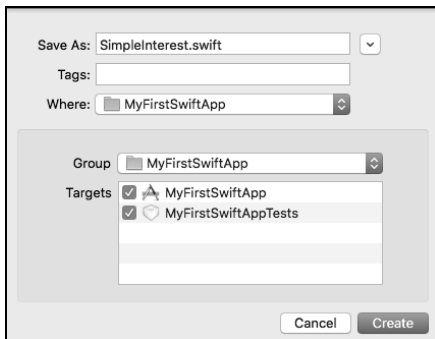 Save As: SimpleInterest.swift
Tags:
Where: MyFirstSwiftApp
Group MyFirstSwiftApp
Targets MyFirstSwiftApp
MyFirstSwiftAppTests
Cancel Create